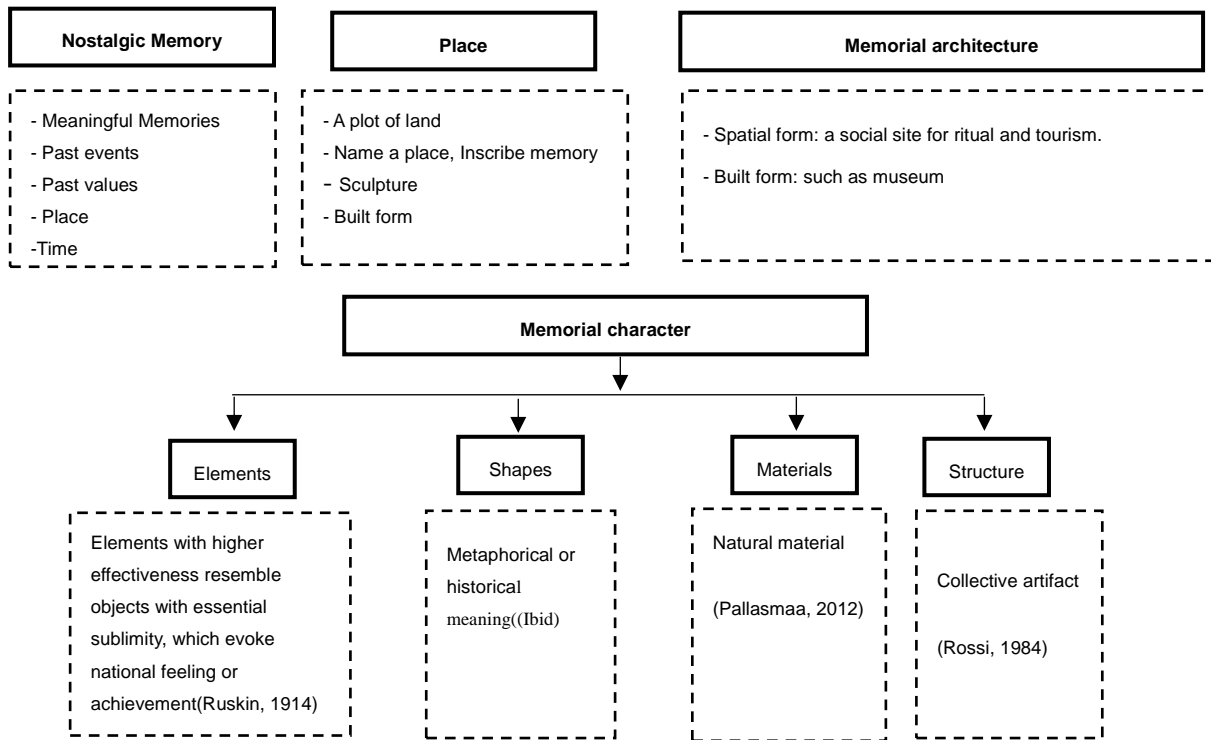 Nostalgic Memory
- Meaningful Memories
- Past events
- Past values
- Place
-Time
Place
- A plot of land
- Name a place, Inscribe memory
- Sculpture
- Built form
Memorial architecture
- Spatial form: a social site for ritual and tourism.
- Built form: such as museum
Memorial character
Elements
Elements with higher
effectiveness resemble
objects with essential
sublimity, which evoke
national feeling or
achievement(Ruskin, 1914)
Shapes
Metaphorical or
historical
meaning((Ibid)
Materials
Natural material
(Pallasmaa, 2012)
Structure
Collective artifact
(Rossi, 1984)